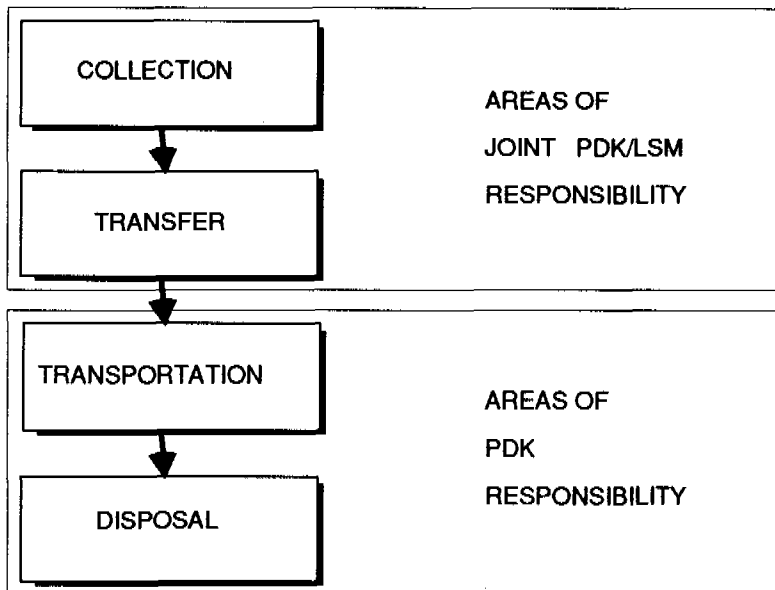 COLLECTION
TRANSFER
AREAS OF
JOINT PDK/LSM
RESPONSIBILITY
TRANSPORTATION
DISPOSAL
AREAS OF
PDK
RESPONSIBILITY